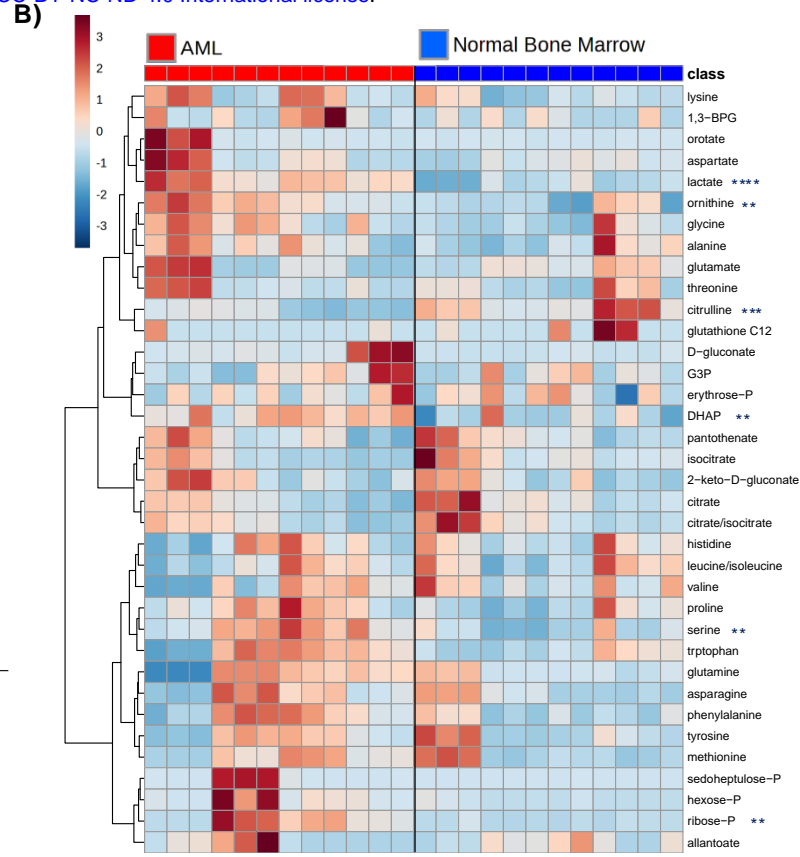 B)
3
2
1
0
-1
-2
-3
AML
Normal Bone Marrow
class
lysine
1,3−BPG
orotate
aspartate
lactate ****
ornithine **
glycine
alanine
glutamate
threonine
citrulline ***
glutathione C12
D−gluconate
G3P
erythrose−P
DHAP **
pantothenate
isocitrate
2−keto−D−gluconate
citrate
citrate/isocitrate
histidine
leucine/isoleucine
valine
proline
serine **
trptophan
glutamine
asparagine
phenylalanine
tyrosine
methionine
sedoheptulose−P
hexose−P
ribose−P **
allantoate